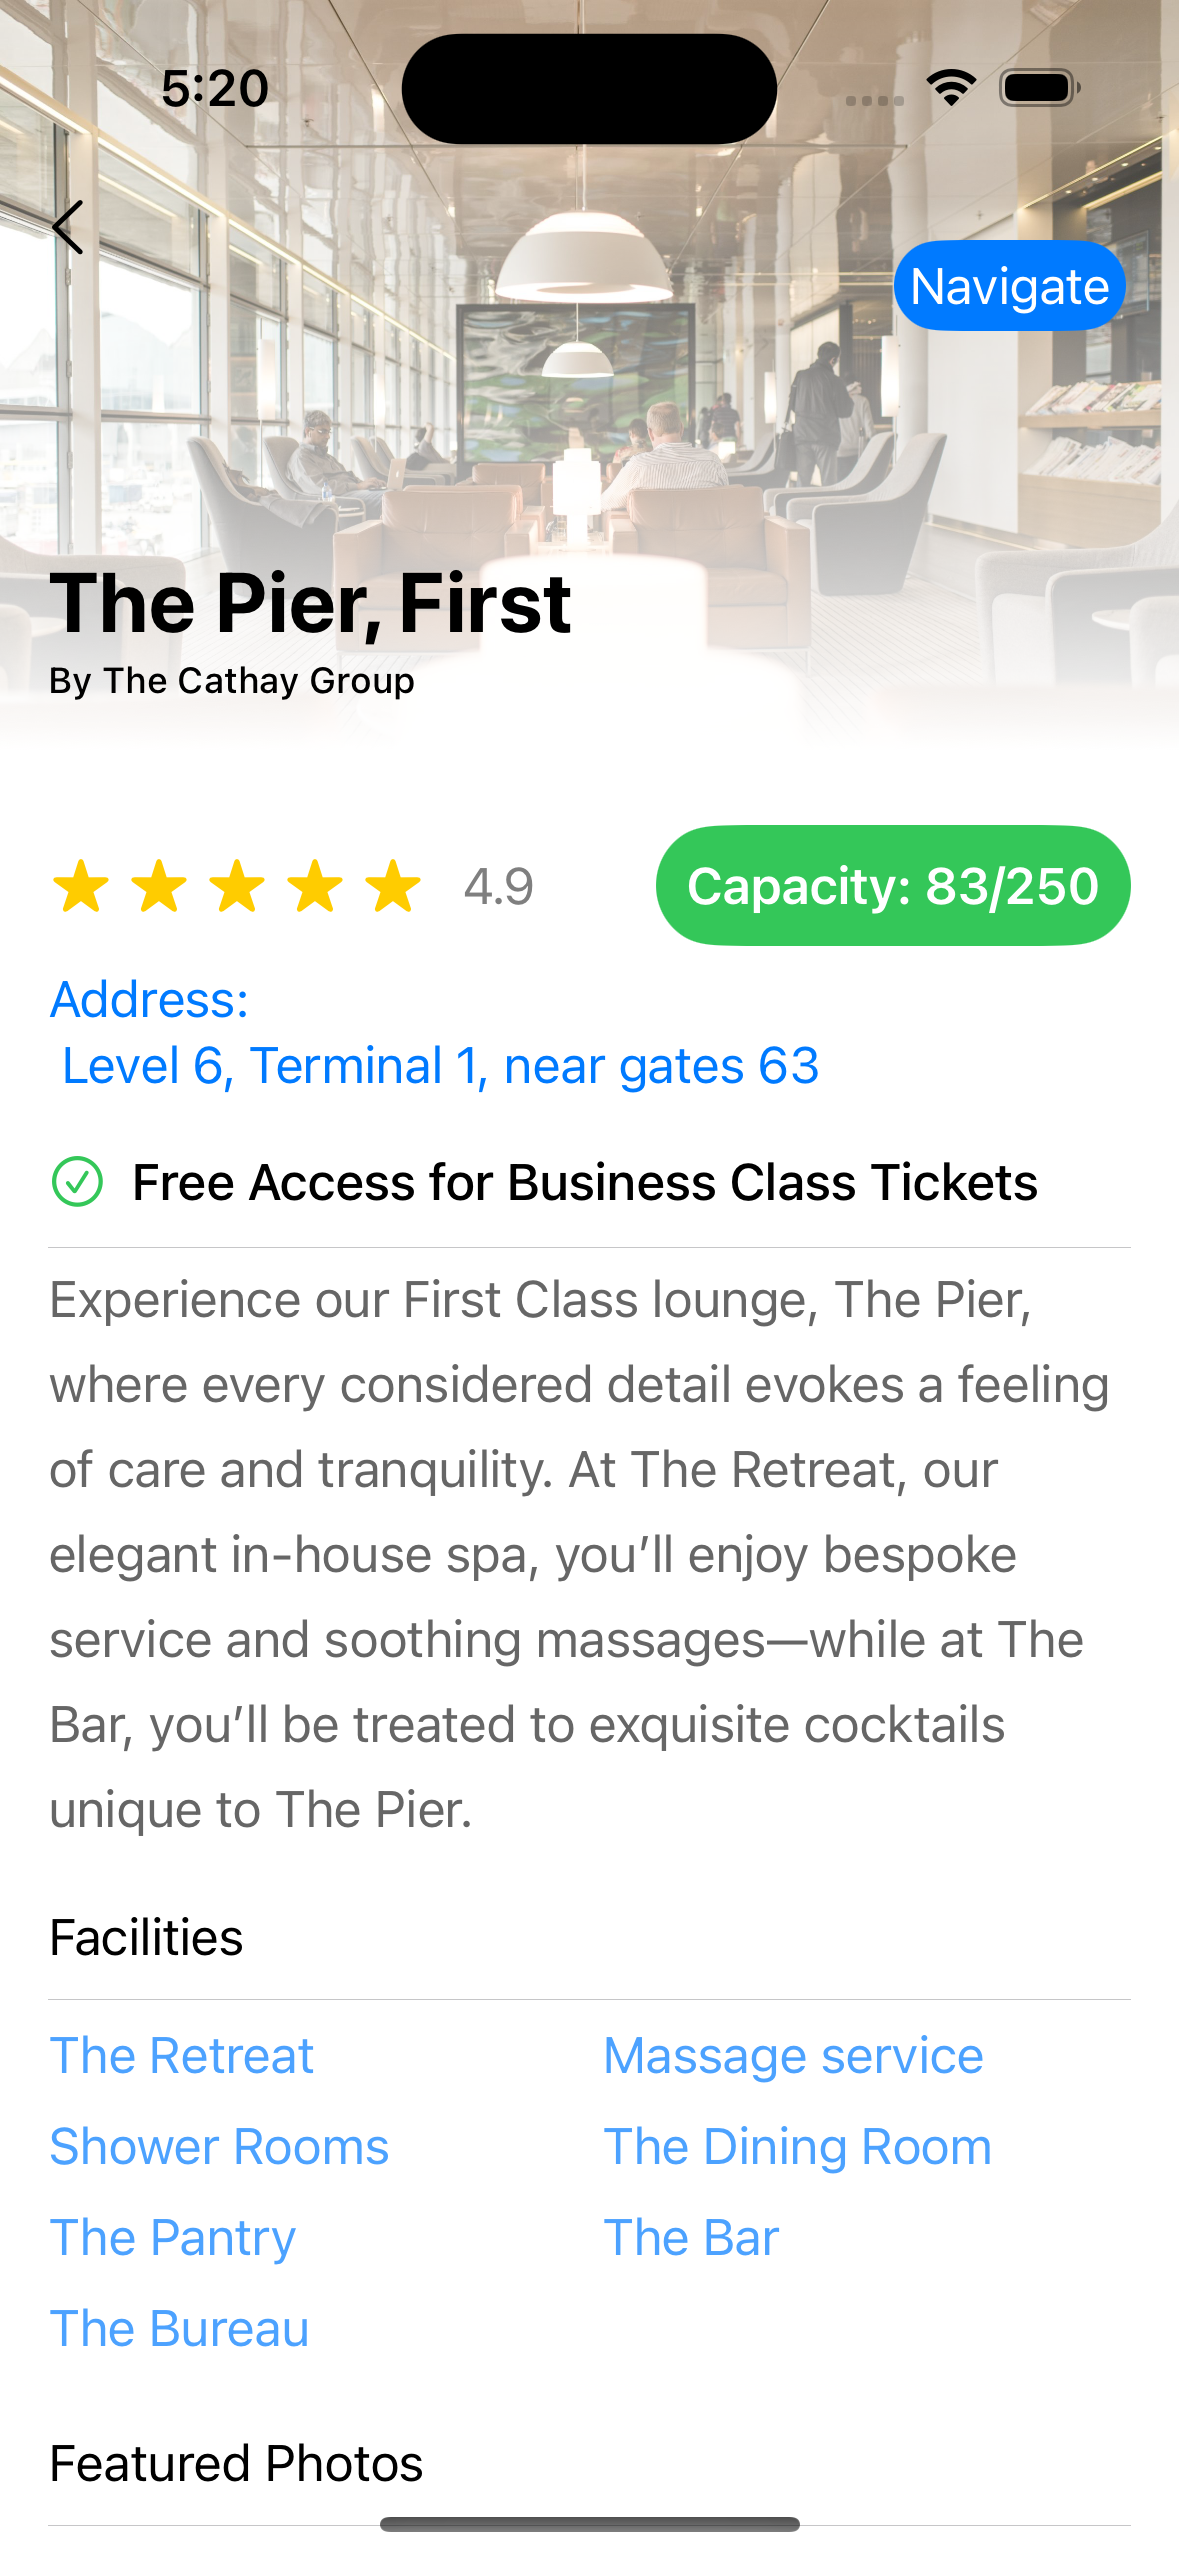 5:20
Navigate
The Pier, First
By The Cathay Group
4.9
Capacity: 83/250
Address:
Level 6, Terminal 1, near gates 63
Free Access for Business Class Tickets
Experience our First Class lounge, The Pier,
where every considered detail evokes a feeling
of care and tranquility. At The Retreat, our
elegant in-house spa, you’ll enjoy bespoke
service and soothing massages—while at The
Bar, you’ll be treated to exquisite cocktails
unique to The Pier.
Facilities
The Retreat
Massage service
Shower Rooms
The Dining Room
The Pantry
The Bar
The Bureau
Featured Photos